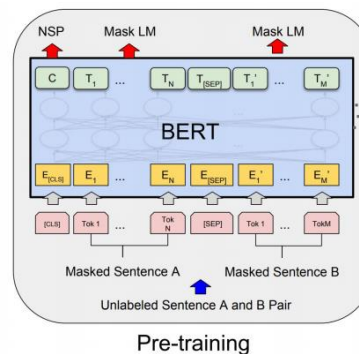 NSP Mask LM Mask LM
C T1 ... TN T[SEP] T1' ... TM'
BERT
E[CLS] E1 ... EN E[SEP] E1' ... EM'
[CLS] Tok 1 ... Tok N [SEP] Tok 1 ... TokM
Masked Sentence A Masked Sentence B
Unlabeled Sentence A and B Pair
Pre-training